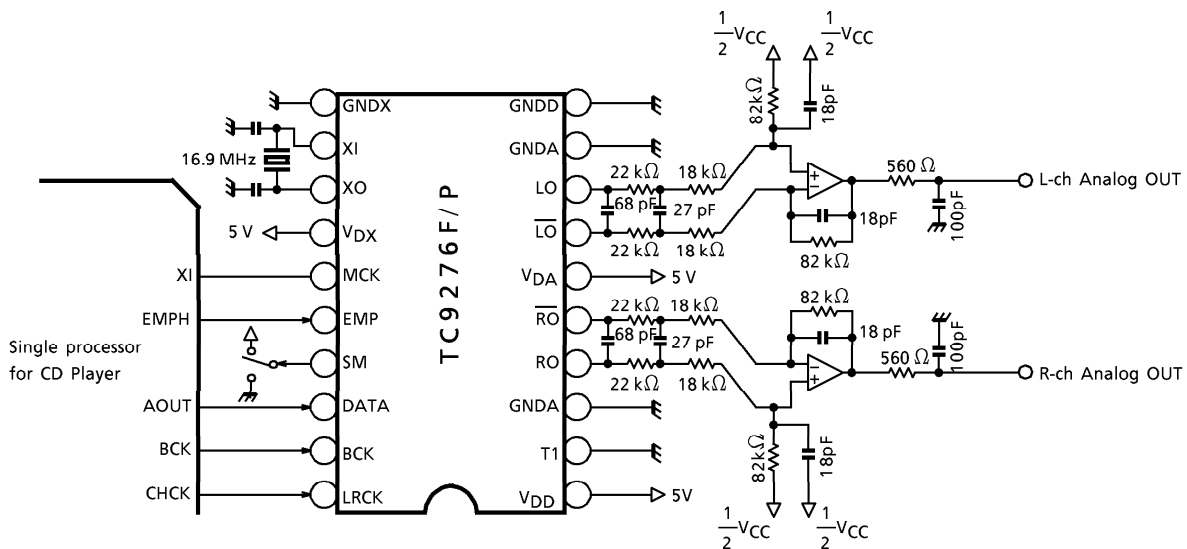 1/2 VCC
1/2 VCC
82kΩ
18pF
GNDX
GNDD
XI
GNDA
16.9 MHz
XO
LO
22 kΩ
18 kΩ
68 pF
27 pF
+
−
560 Ω
100pF
L-ch Analog OUT
5 V
VDX
L̅O̅
22 kΩ
18 kΩ
18pF
82 kΩ
XI
MCK
TC9276F/P
VDA
5 V
EMPH
EMP
R̅O̅
22 kΩ
18 kΩ
68 pF
27 pF
82 kΩ
18 pF
Single processor
for CD Player
SM
RO
22 kΩ
18 kΩ
−
+
560 Ω
100pF
R-ch Analog OUT
AOUT
DATA
GNDA
BCK
BCK
T1
82kΩ
18pF
CHCK
LRCK
VDD
5V
1/2 VCC
1/2 VCC